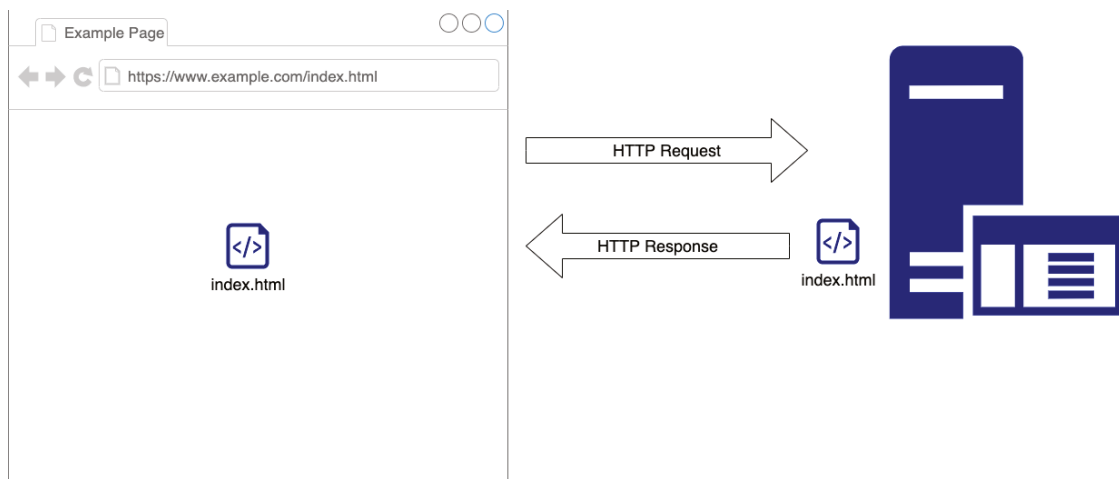 Example Page
https://www.example.com/index.html
HTTP Request
HTTP Response
</>
index.html
</>
index.html